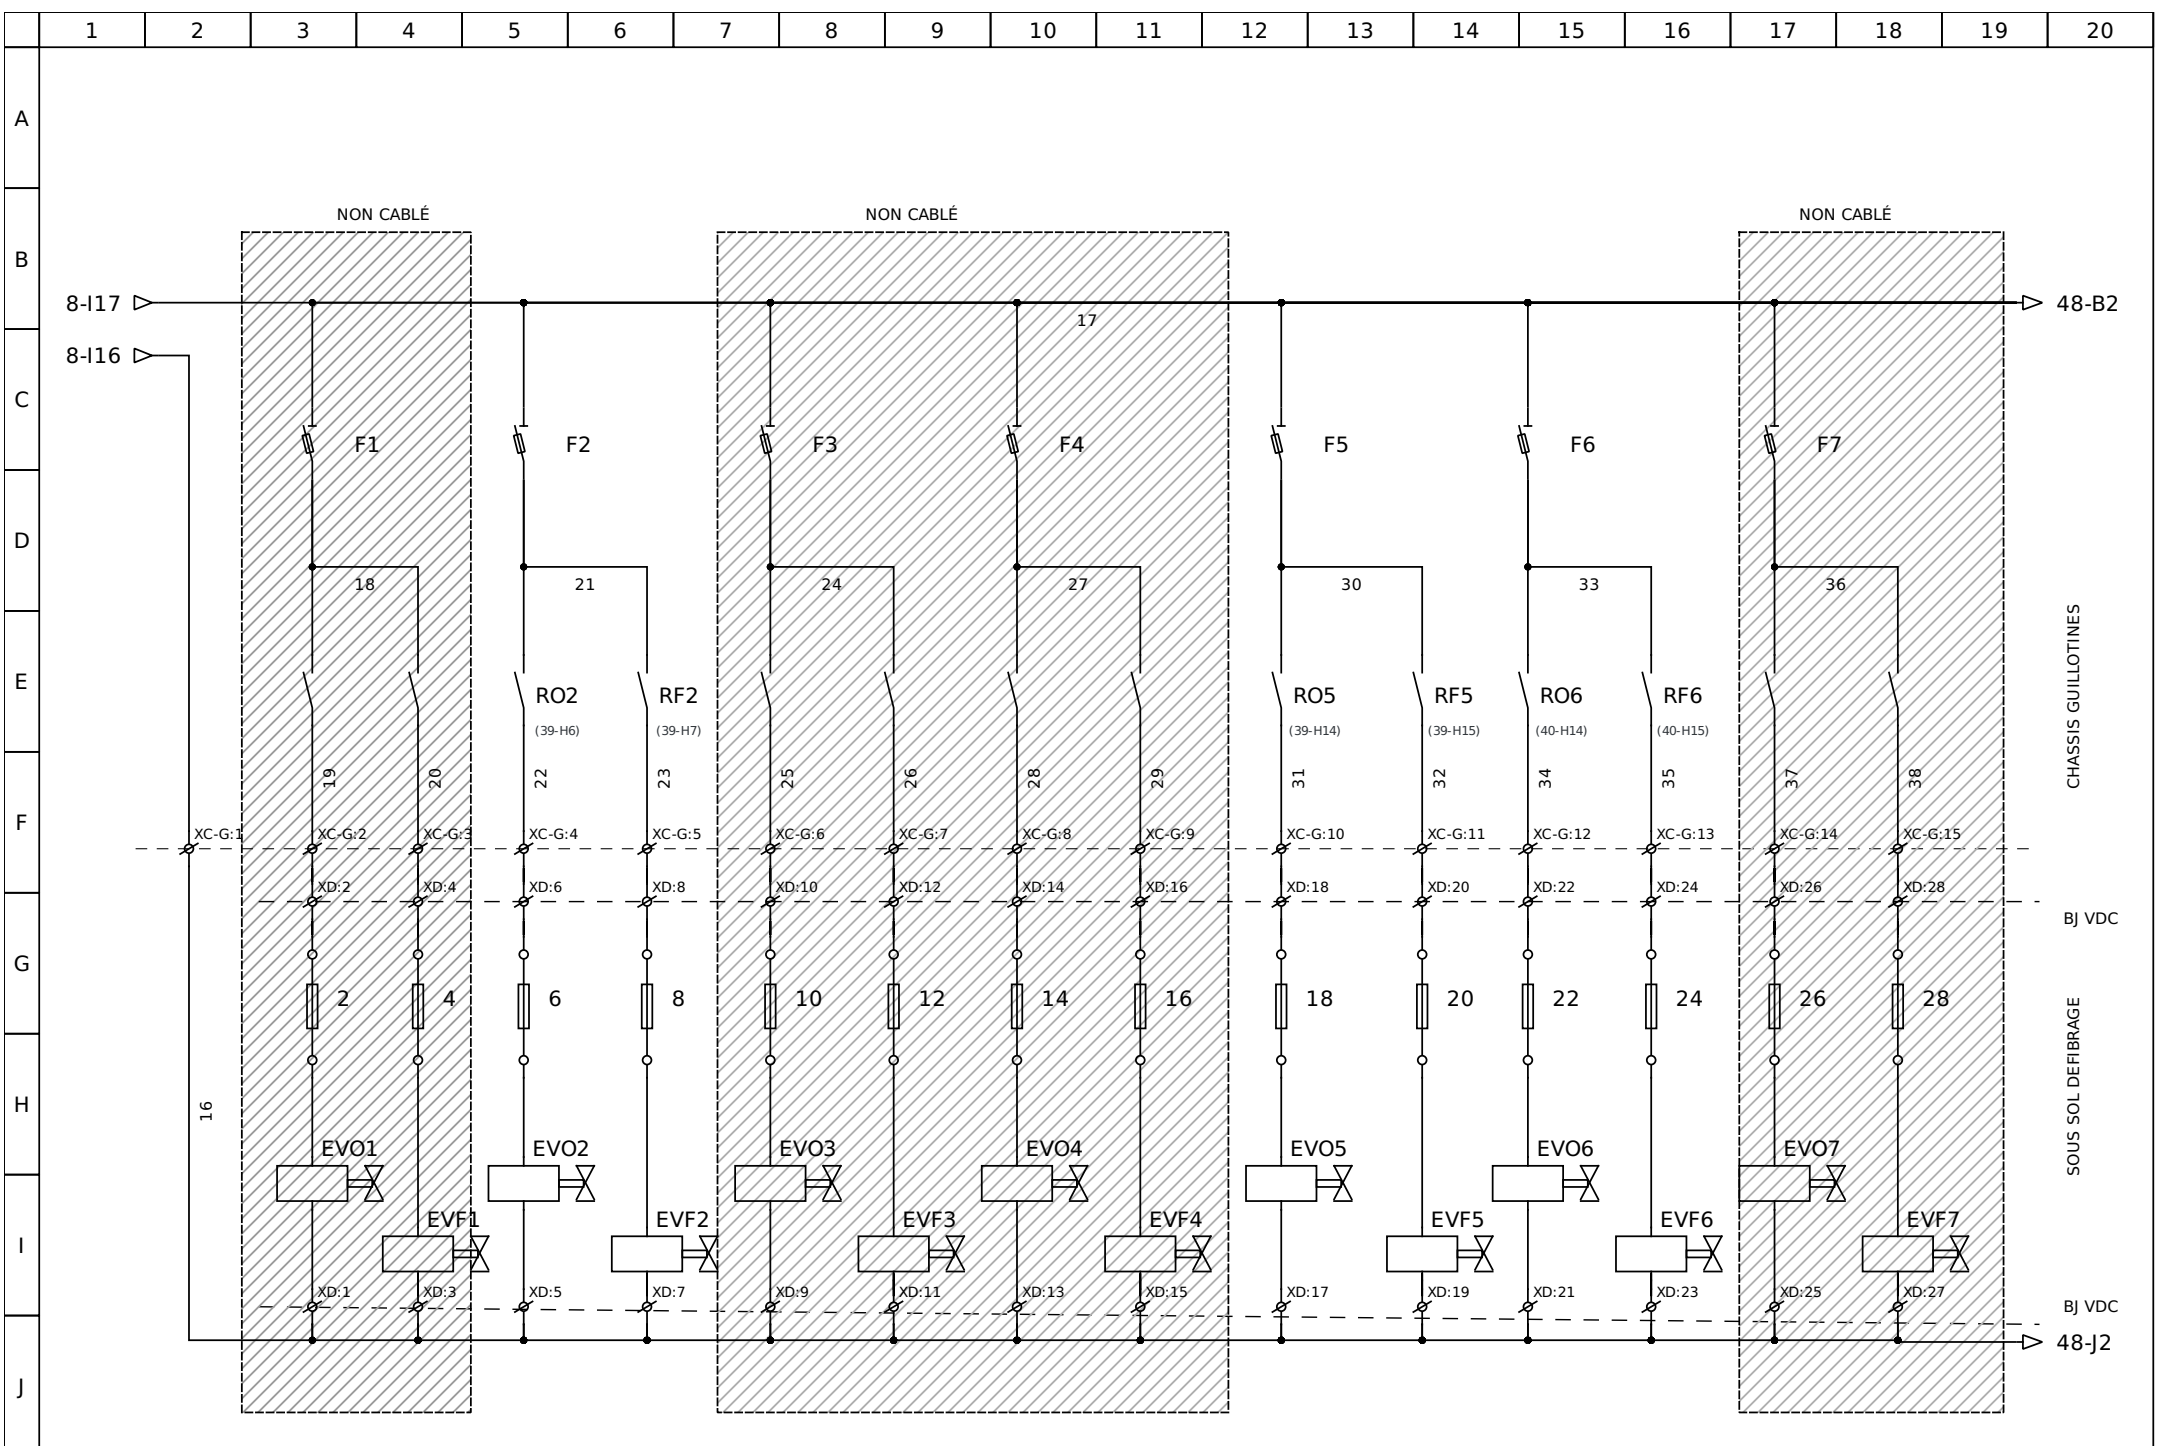 1 2 3 4 5 6 7 8 9 10 11 12 13 14 15 16 17 18 19 20
A
NON CABLÉ NON CABLÉ NON CABLÉ
B
8-I17 48-B2
17
8-I16
C
F1 F2 F3 F4 F5 F6 F7
D
18 21 24 27 30 33 36
E
RO2 RF2 RO5 RF5 RO6 RF6
(39-H6) (39-H7) (39-H14) (39-H15) (40-H14) (40-H15)
CHASSIS GUILLOTINES
19 20 22 23 25 26 28 29 31 32 34 35 37 38
F
XC-G:1 XC-G:2 XC-G:3 XC-G:4 XC-G:5 XC-G:6 XC-G:7 XC-G:8 XC-G:9 XC-G:10 XC-G:11 XC-G:12 XC-G:13 XC-G:14 XC-G:15
XD:2 XD:4 XD:6 XD:8 XD:10 XD:12 XD:14 XD:16 XD:18 XD:20 XD:22 XD:24 XD:26 XD:28
BJ VDC
G
2 4 6 8 10 12 14 16 18 20 22 24 26 28
SOUS SOL DEFIBRAGE
H
16
EVO1 EVO2 EVO3 EVO4 EVO5 EVO6 EVO7
EVF1 EVF2 EVF3 EVF4 EVF5 EVF6 EVF7
I
XD:1 XD:3 XD:5 XD:7 XD:9 XD:11 XD:13 XD:15 XD:17 XD:19 XD:21 XD:23 XD:25 XD:27
BJ VDC
48-J2
J